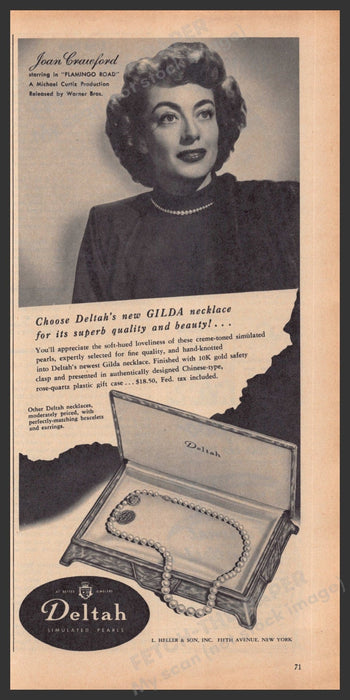 Joan Crawford
starring in "FLAMINGO ROAD"
A Michael Curtiz Production
Released by Warner Bros.
Choose Deltah's new GILDA necklace
for its superb quality and beauty! . . .
You'll appreciate the soft-hued loveliness of these creme-toned simulated
pearls, expertly selected for fine quality, and hand-knotted
into Deltah's newest Gilda necklace. Finished with 10K gold safety
clasp and presented in authentically designed Chinese-type,
rose-quartz plastic gift case . . . $18.50, Fed. tax included.
Other Deltah necklaces,
moderately priced, with
perfectly-matching bracelets
and earrings.
Deltah
AT BETTER JEWELERS
Deltah
SIMULATED PEARLS
L. HELLER & SON, INC. FIFTH AVENUE, NEW YORK
71